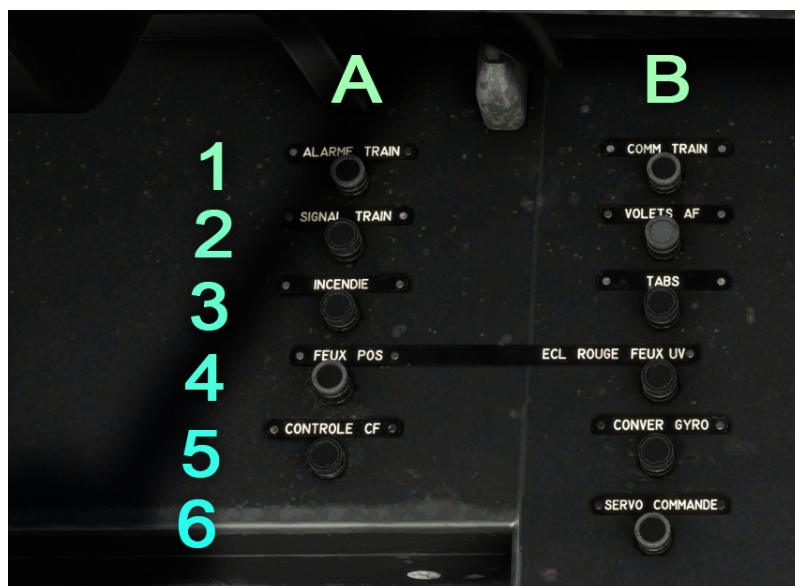 A B
1 ALARME TRAIN COMM TRAIN
2 SIGNAL TRAIN VOLETS AF
3 INCENDIE TABS
4 FEUX POS ECL ROUGE FEUX UV
5 CONTROLE CF CONVER GYRO
6 SERVO COMMANDE